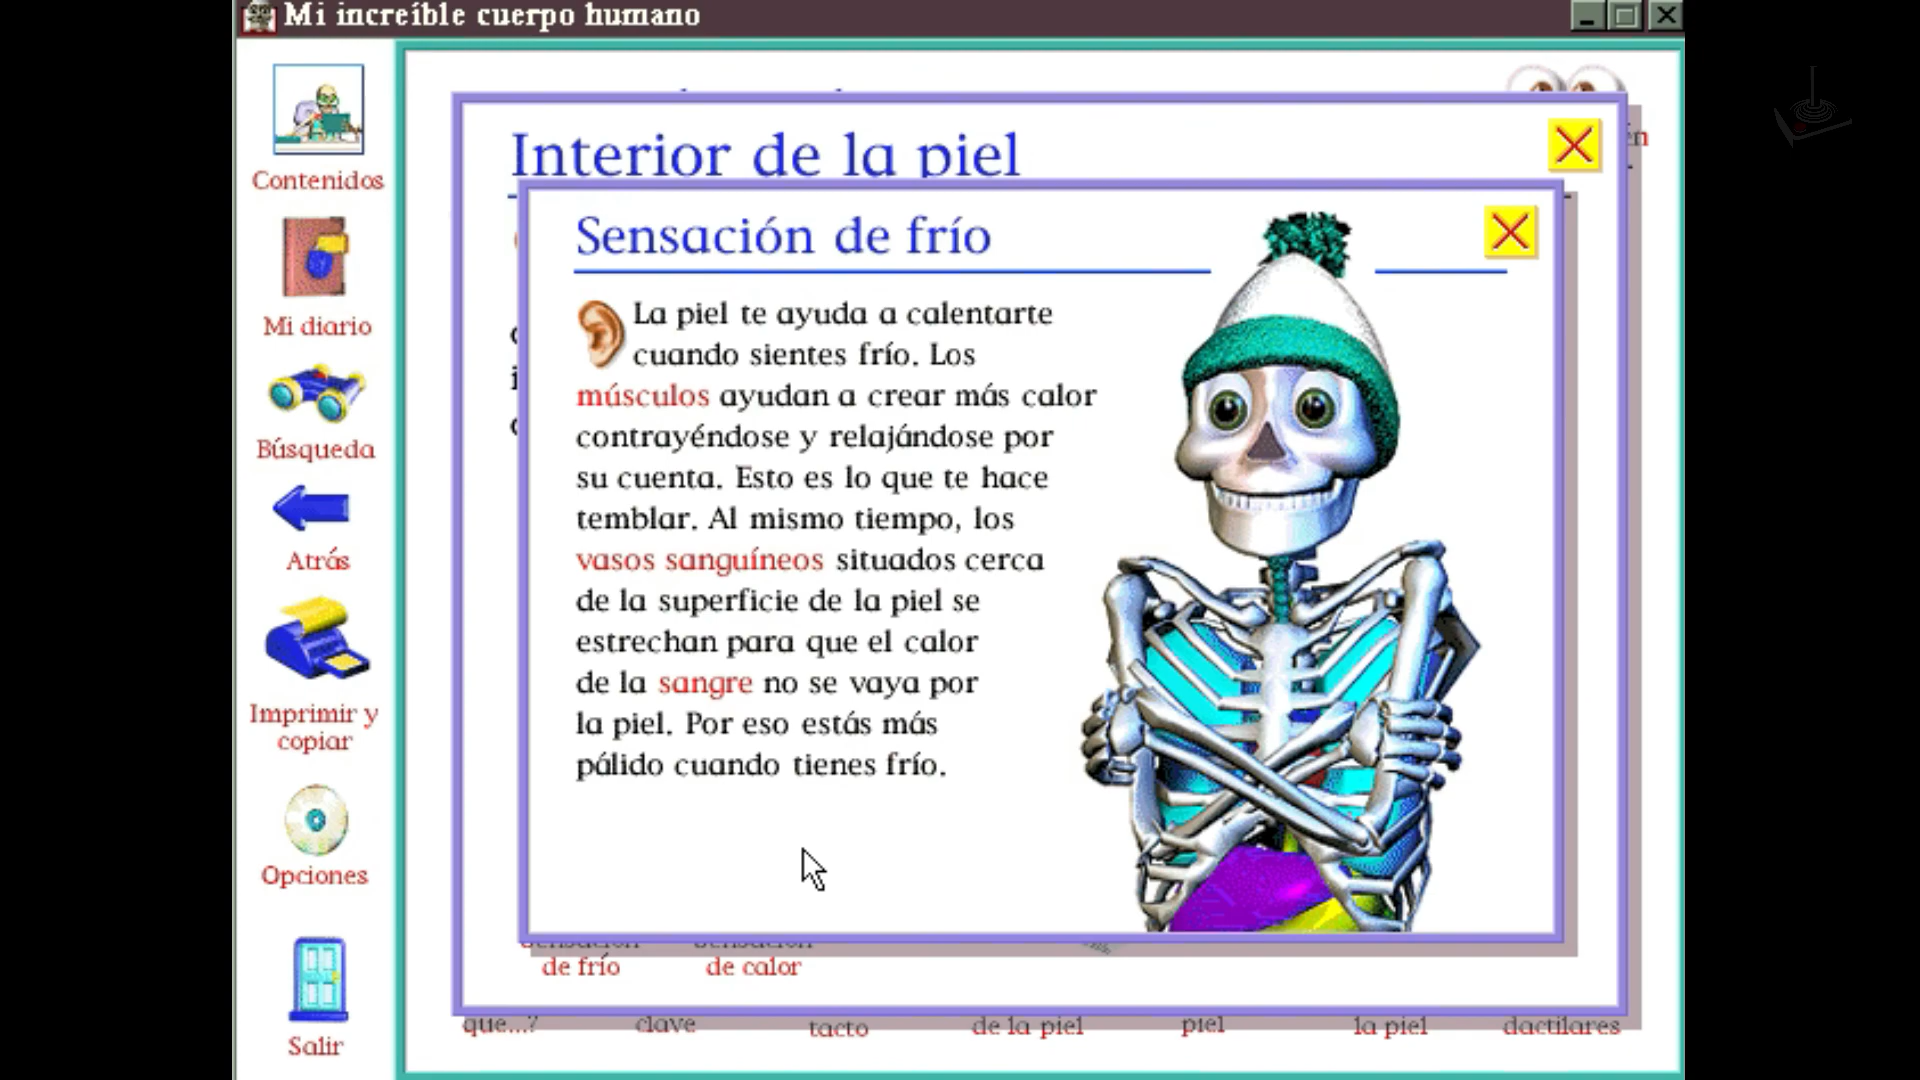 Mi increíble cuerpo humano
Contenidos
Mi diario
Búsqueda
Atrás
Imprimir y
copiar
Opciones
Salir
Interior de la piel
Sensación de frío
La piel te ayuda a calentarte
cuando sientes frío. Los
músculos ayudan a crear más calor
contrayéndose y relajándose por
su cuenta. Esto es lo que te hace
temblar. Al mismo tiempo, los
vasos sanguíneos situados cerca
de la superficie de la piel se
estrechan para que el calor
de la sangre no se vaya por
la piel. Por eso estás más
pálido cuando tienes frío.
Sensación Sensación
de frío de calor
que...? clave tacto de la piel piel la piel dactilares